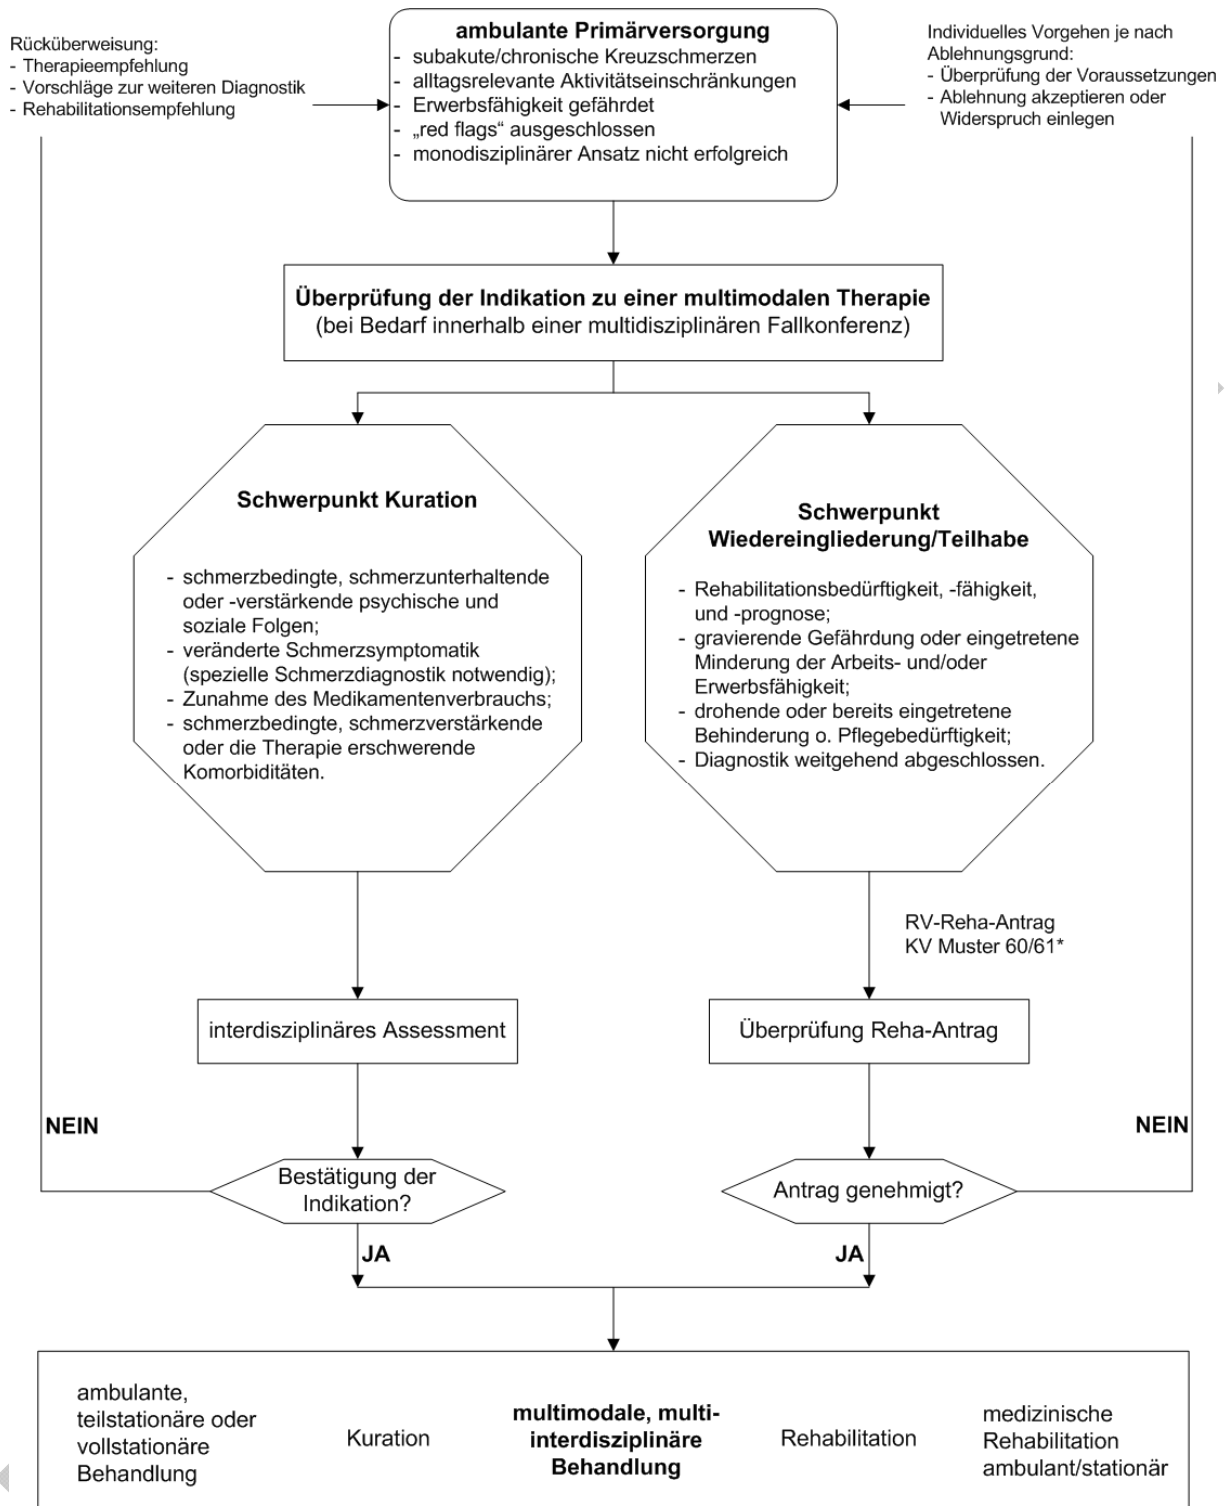 ambulante Primärversorgung
- subakute/chronische Kreuzschmerzen
- alltagsrelevante Aktivitätseinschränkungen
- Erwerbsfähigkeit gefährdet
- „red flags“ ausgeschlossen
- monodisziplinärer Ansatz nicht erfolgreich
Rücküberweisung:
- Therapieempfehlung
- Vorschläge zur weiteren Diagnostik
- Rehabilitationsempfehlung
Individuelles Vorgehen je nach
Ablehnungsgrund:
- Überprüfung der Voraussetzungen
- Ablehnung akzeptieren oder
Widerspruch einlegen
Überprüfung der Indikation zu einer multimodalen Therapie
(bei Bedarf innerhalb einer multidisziplinären Fallkonferenz)
Schwerpunkt Kuration
- schmerzbedingte, schmerzunterhaltende
oder -verstärkende psychische und
soziale Folgen;
- veränderte Schmerzsymptomatik
(spezielle Schmerzdiagnostik notwendig);
- Zunahme des Medikamentenverbrauchs;
- schmerzbedingte, schmerzverstärkende
oder die Therapie erschwerende
Komorbiditäten.
Schwerpunkt
Wiedereingliederung/Teilhabe
- Rehabilitationsbedürftigkeit, -fähigkeit,
und -prognose;
- gravierende Gefährdung oder eingetretene
Minderung der Arbeits- und/oder
Erwerbsfähigkeit;
- drohende oder bereits eingetretene
Behinderung o. Pflegebedürftigkeit;
- Diagnostik weitgehend abgeschlossen.
RV-Reha-Antrag
KV Muster 60/61*
interdisziplinäres Assessment
Überprüfung Reha-Antrag
NEIN
NEIN
Bestätigung der
Indikation?
Antrag genehmigt?
JA
JA
ambulante,
teilstationäre oder
vollstationäre
Behandlung
Kuration
multimodale, multi-
interdisziplinäre
Behandlung
Rehabilitation
medizinische
Rehabilitation
ambulant/stationär